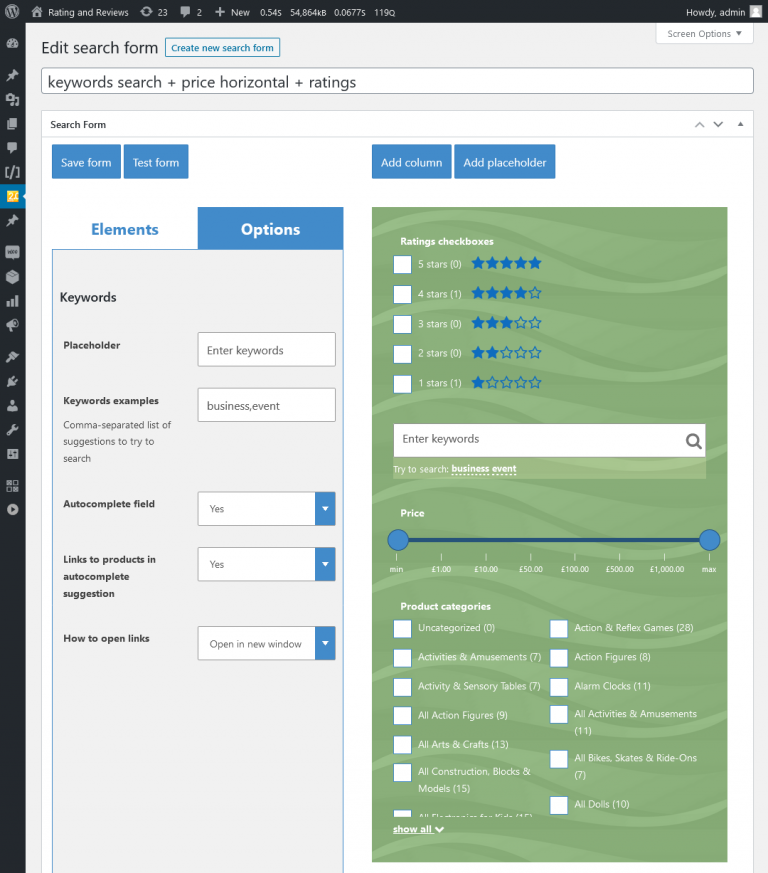 Rating and Reviews 23 2 + New 0.54s 54,864kB 0.0677s 119Q Howdy, admin
Screen Options ▼
Edit search form Create new search form
keywords search + price horizontal + ratings
Search Form
Save form Test form Add column Add placeholder
Elements Options
Keywords
Placeholder Enter keywords
Keywords examples business,event
Comma-separated list of
suggestions to try to
search
Autocomplete field Yes
Links to products in
autocomplete
suggestion
Yes
How to open links Open in new window
Ratings checkboxes
5 stars (0)
4 stars (1)
3 stars (0)
2 stars (0)
1 stars (1)
Enter keywords
Try to search: business event
Price
min £1.00 £10.00 £50.00 £100.00 £500.00 £1,000.00 max
Product categories
Uncategorized (0)
Activities & Amusements (7)
Activity & Sensory Tables (7)
All Action Figures (9)
All Arts & Crafts (13)
All Construction, Blocks &
Models (15)
All Electronics for Kids (15)
Action & Reflex Games (28)
Action Figures (8)
Alarm Clocks (11)
All Activities & Amusements
(11)
All Bikes, Skates & Ride-Ons
(7)
All Dolls (10)
show all